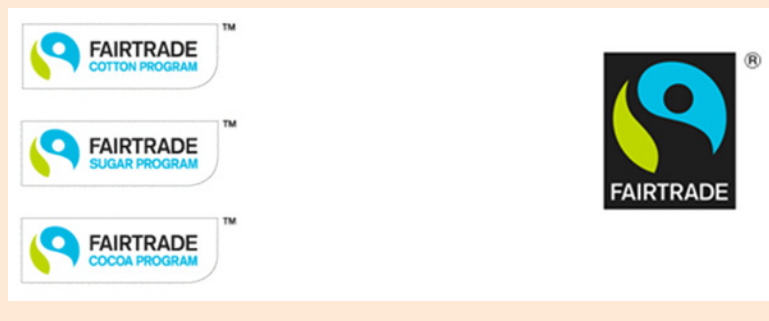 FAIRTRADE
COTTON PROGRAM
TM
FAIRTRADE
SUGAR PROGRAM
TM
FAIRTRADE
COCOA PROGRAM
TM
FAIRTRADE
®